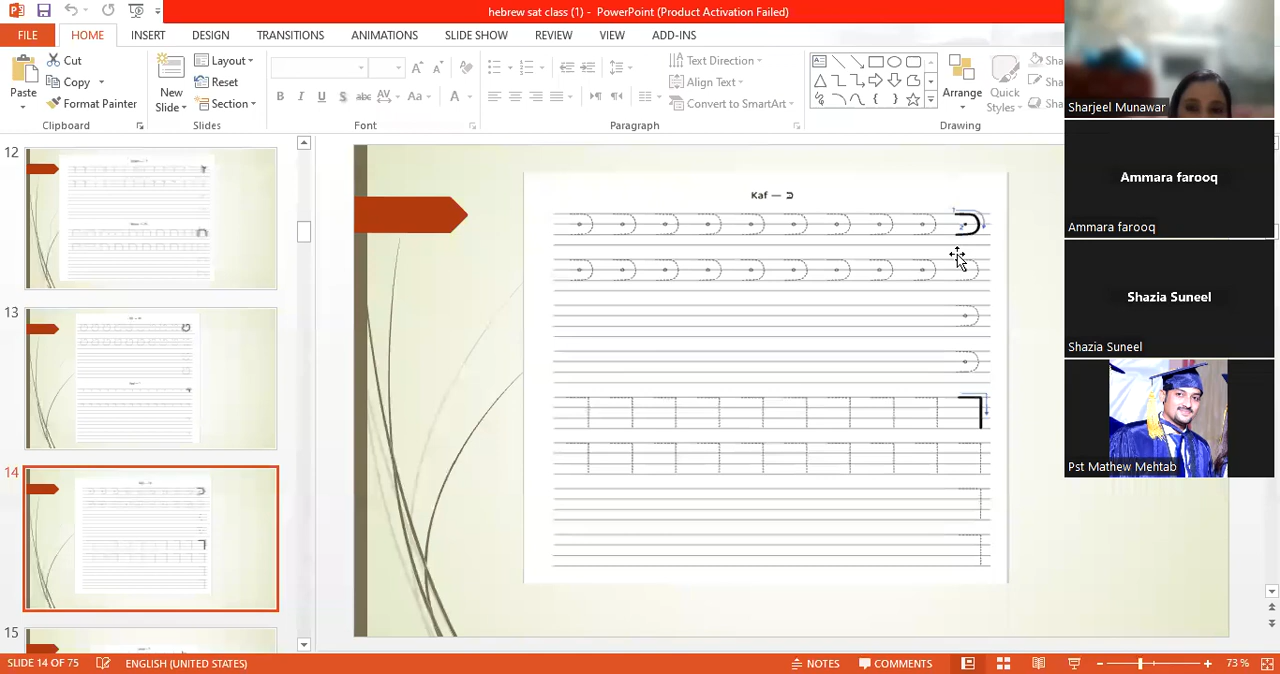 hebrew sat class (1) - PowerPoint (Product Activation Failed)
FILE HOME INSERT DESIGN TRANSITIONS ANIMATIONS SLIDE SHOW REVIEW VIEW ADD-INS
Paste
Cut
Copy
Format Painter
Clipboard
New Slide
Layout
Reset
Section
Slides
B I U S abc AV Aa A
Font
Text Direction
Align Text
Convert to SmartArt
Paragraph
Arrange
Quick Styles
Drawing
Sharjeel Munawar
Ammara farooq
Ammara farooq
Shazia Suneel
Shazia Suneel
Pst Mathew Mehtab
12
13
14
15
Kaf — כ
SLIDE 14 OF 75
ENGLISH (UNITED STATES)
NOTES
COMMENTS
73 %